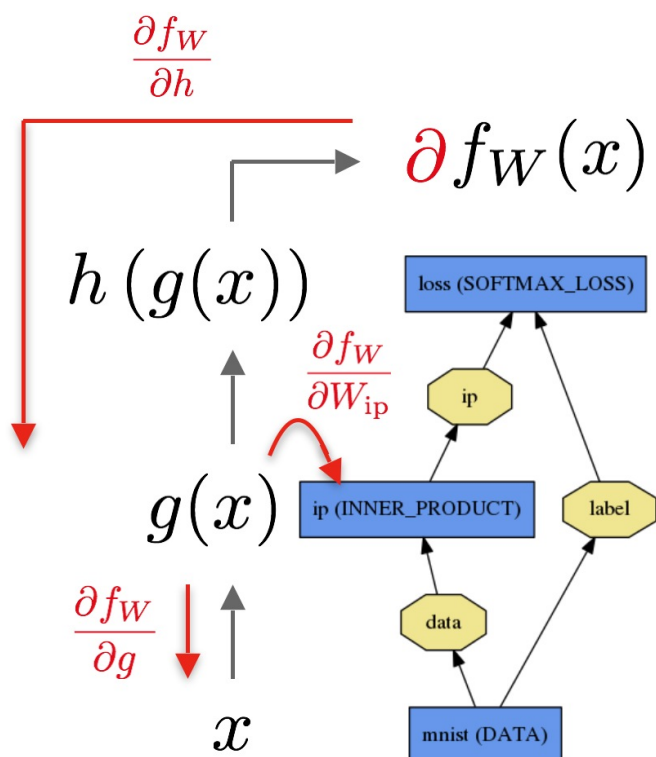 ∂f_W/∂h
∂f_W(x)
h(g(x))
loss (SOFTMAX_LOSS)
∂f_W/∂W_ip
ip
g(x)
ip (INNER_PRODUCT)
label
∂f_W/∂g
data
x
mnist (DATA)